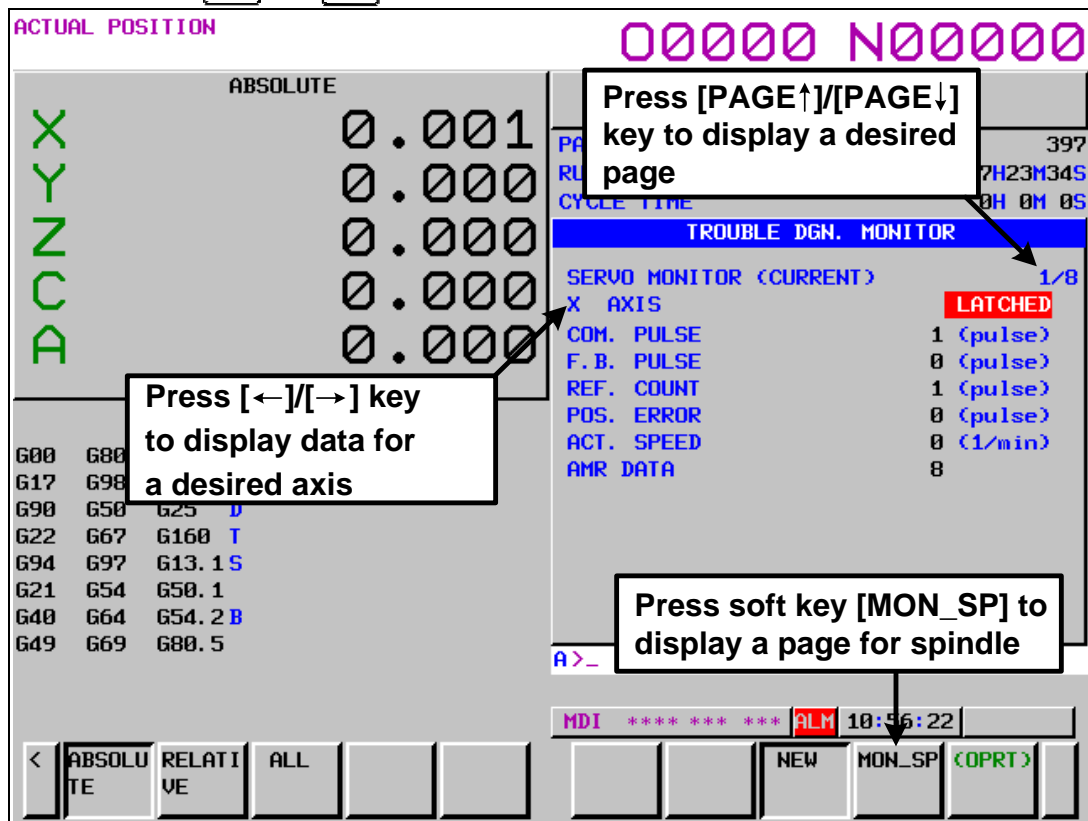 ACTUAL POSITION
O0000 N00000
ABSOLUTE
X 0.001
Y 0.000
Z 0.000
C 0.000
A 0.000
Press [PAGE↑]/[PAGE↓]
key to display a desired
page
397
7H23M34S
CYCLE TIME 0H 0M 0S
TROUBLE DGN. MONITOR
SERVO MONITOR (CURRENT) 1/8
X AXIS LATCHED
COM. PULSE 1 (pulse)
F.B. PULSE 0 (pulse)
REF. COUNT 1 (pulse)
POS. ERROR 0 (pulse)
ACT. SPEED 0 (1/min)
AMR DATA 8
Press [←]/[→] key
to display data for
a desired axis
G00 G80
G17 G98
G90 G50 G25 D
G22 G67 G160 T
G94 G97 G13.1 S
G21 G54 G50.1
G40 G64 G54.2 B
G49 G69 G80.5
Press soft key [MON_SP] to
display a page for spindle
A>_
MDI **** *** *** ALM 10:56:22
< ABSOLU
TE
RELATI
VE
ALL
NEW MON_SP (OPRT)